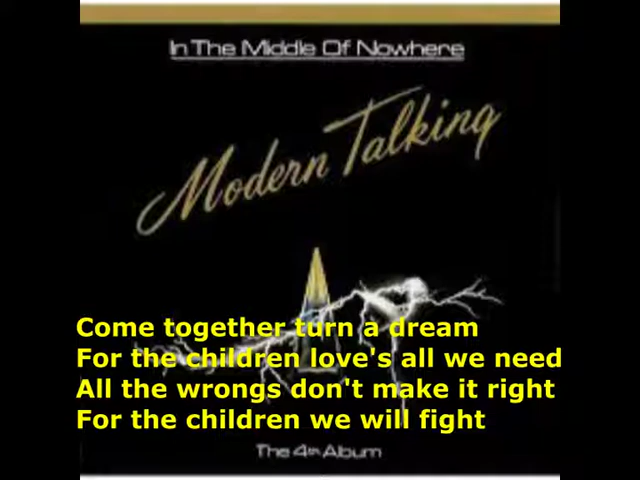 In The Middle Of Nowhere
Modern Talking
Come together turn a dream
For the children love's all we need
All the wrongs don't make it right
For the children we will fight
The 4th Album